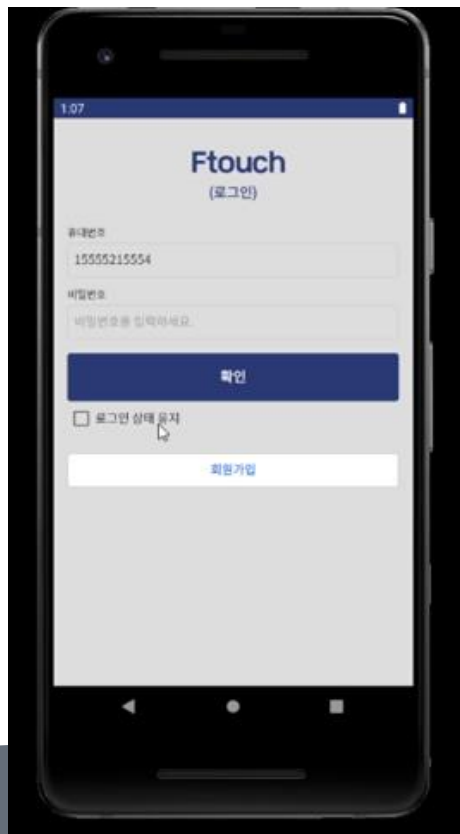 1:07
Ftouch
(로그인)
휴대번호
15555215554
비밀번호
비밀번호를 입력하세요.
확인
로그인 상태 유지
회원가입